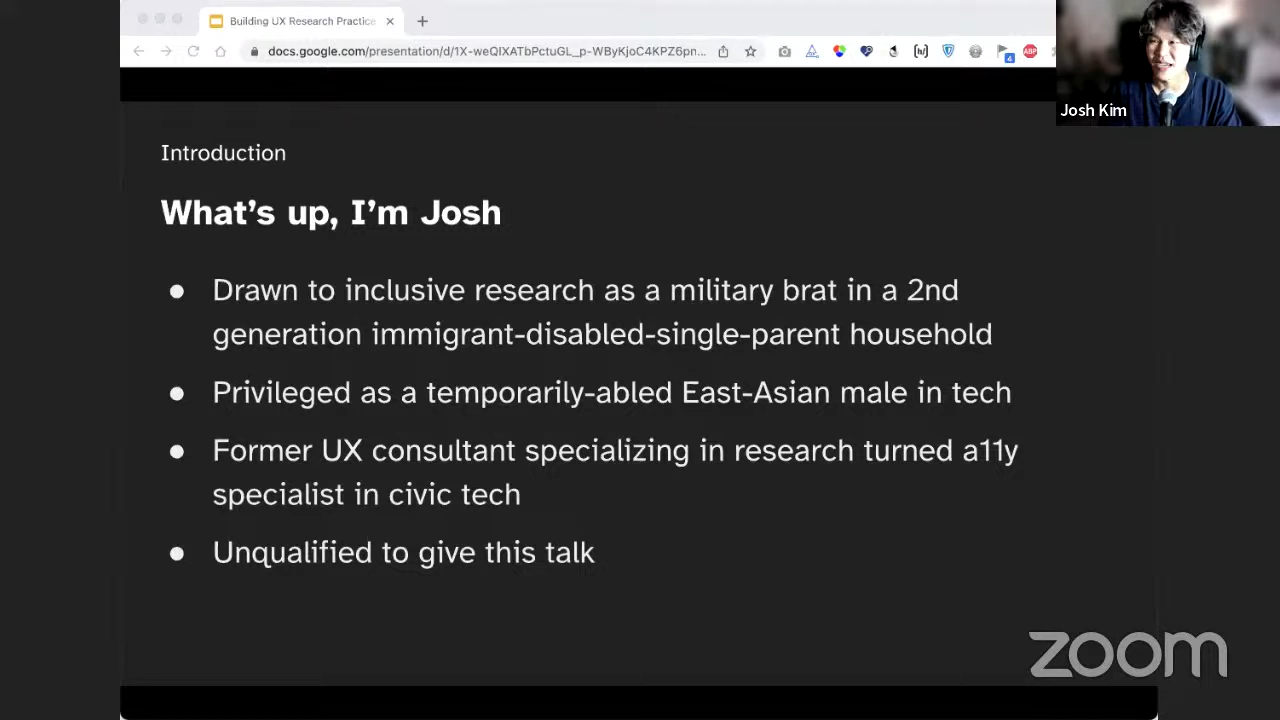 Building UX Research Practice
docs.google.com/presentation/d/1X-weQIXATbPctuGL_p-WByKjoC4KPZ6pn...
4
ABP
Josh Kim
Introduction
What's up, I'm Josh
● Drawn to inclusive research as a military brat in a 2nd
generation immigrant-disabled-single-parent household
● Privileged as a temporarily-abled East-Asian male in tech
● Former UX consultant specializing in research turned a11y
specialist in civic tech
● Unqualified to give this talk
zoom